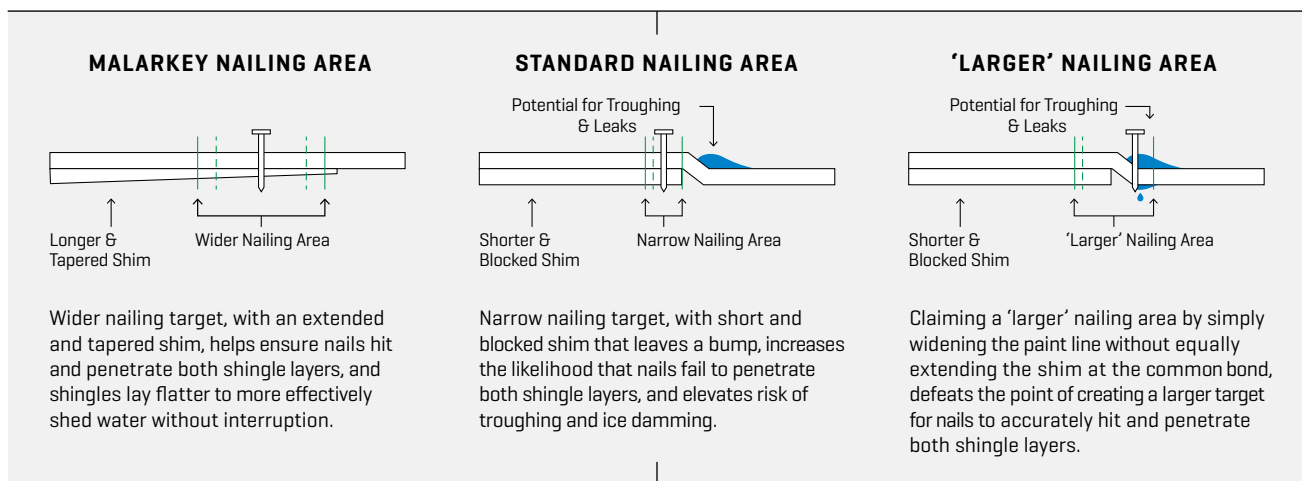 MALARKEY NAILING AREA
Longer &
Tapered Shim
Wider Nailing Area
Wider nailing target, with an extended
and tapered shim, helps ensure nails hit
and penetrate both shingle layers, and
shingles lay flatter to more effectively
shed water without interruption.
STANDARD NAILING AREA
Potential for Troughing
& Leaks
Shorter &
Blocked Shim
Narrow Nailing Area
Narrow nailing target, with short and
blocked shim that leaves a bump, increases
the likelihood that nails fail to penetrate
both shingle layers, and elevates risk of
troughing and ice damming.
‘LARGER’ NAILING AREA
Potential for Troughing
& Leaks
Shorter &
Blocked Shim
‘Larger’ Nailing Area
Claiming a ‘larger’ nailing area by simply
widening the paint line without equally
extending the shim at the common bond,
defeats the point of creating a larger target
for nails to accurately hit and penetrate
both shingle layers.